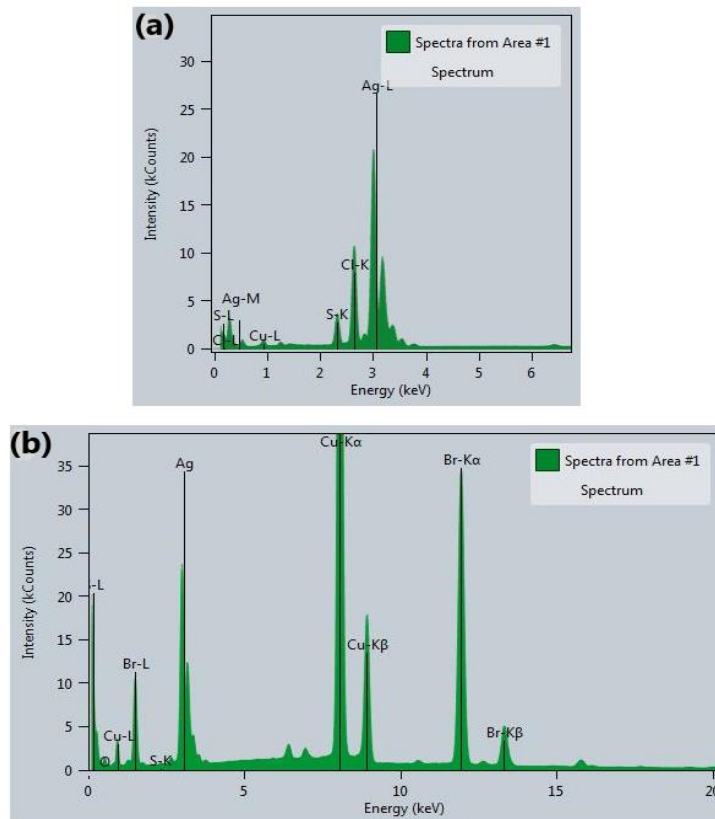 (a)
Spectra from Area #1
Spectrum
Intensity (kCounts)
30
25
20
15
10
5
0
Ag-L
Cl-K
S-K
Ag-M
S-L
Cu-L
0 1 2 3 4 5 6
Energy (keV)
(b)
Spectra from Area #1
Spectrum
Intensity (kCounts)
35
30
25
20
15
10
5
0
Cu-Kα
Ag
Br-Kα
-L
Cu-Kβ
Br-L
Cu-L
S-K
Br-Kβ
0 5 10 15 20
Energy (keV)